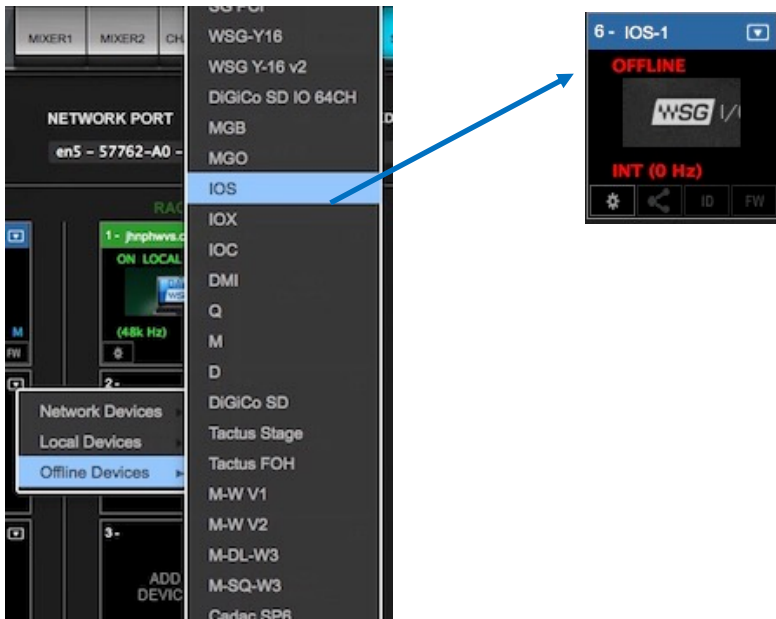 MIXER1 MIXER2
NETWORK PORT
en5 - 57762-A0 -
1- jhnphwvs.c
ON LOCAL
(48k Hz)
M
FW
2-
Network Devices
Local Devices
Offline Devices
3-
ADD
WSG-Y16
WSG Y-16 v2
DiGiCo SD IO 64CH
MGB
MGO
IOS
IOX
IOC
DMI
Q
M
D
DiGiCo SD
Tactus Stage
Tactus FOH
M-W V1
M-W V2
M-DL-W3
M-SQ-W3
Cadac SP6
6- IOS-1
OFFLINE
WSG I/
INT (0 Hz)
ID FW